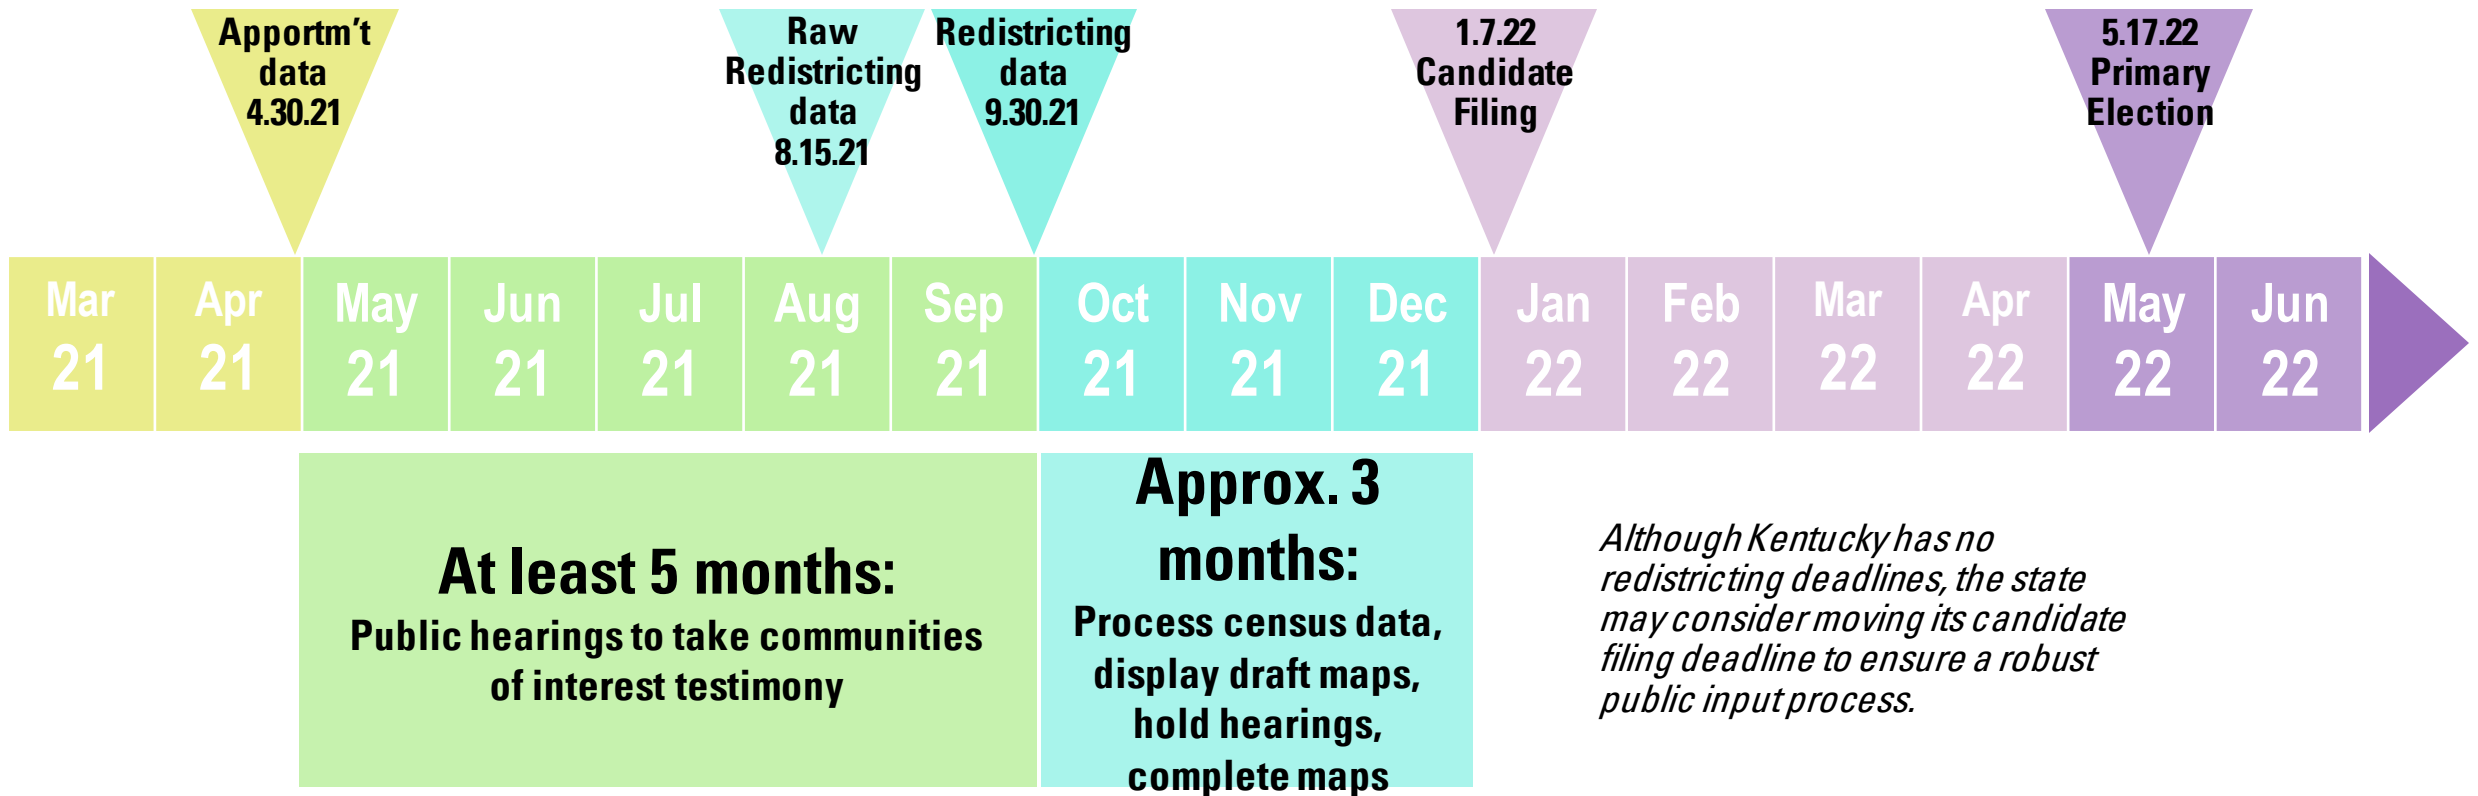 Apportm't
data
4.30.21
Raw
Redistricting
data
8.15.21
Redistricting
data
9.30.21
1.7.22
Candidate
Filing
5.17.22
Primary
Election
Mar
21
Apr
21
May
21
Jun
21
Jul
21
Aug
21
Sep
21
Oct
21
Nov
21
Dec
21
Jan
22
Feb
22
Mar
22
Apr
22
May
22
Jun
22
At least 5 months:
Public hearings to take communities
of interest testimony
Approx. 3
months:
Process census data,
display draft maps,
hold hearings,
complete maps
Although Kentucky has no
redistricting deadlines, the state
may consider moving its candidate
filing deadline to ensure a robust
public input process.